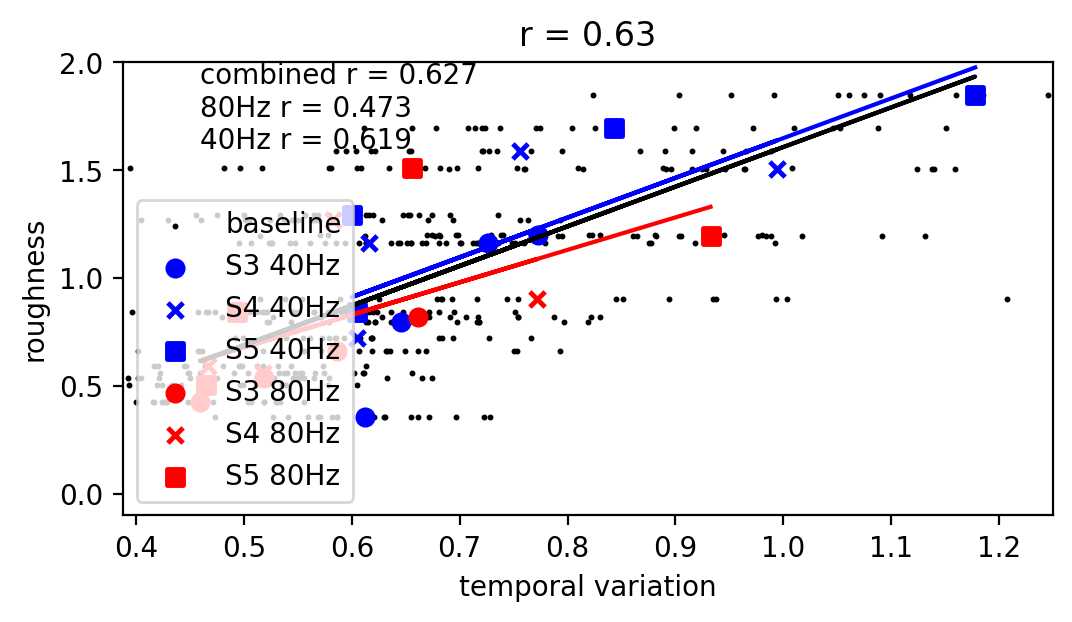 r = 0.63
combined r = 0.627
80Hz r = 0.473
40Hz r = 0.619
2.0
1.5
1.0
0.5
0.0
roughness
baseline
S3 40Hz
S4 40Hz
S5 40Hz
S3 80Hz
S4 80Hz
S5 80Hz
0.4 0.5 0.6 0.7 0.8 0.9 1.0 1.1 1.2
temporal variation